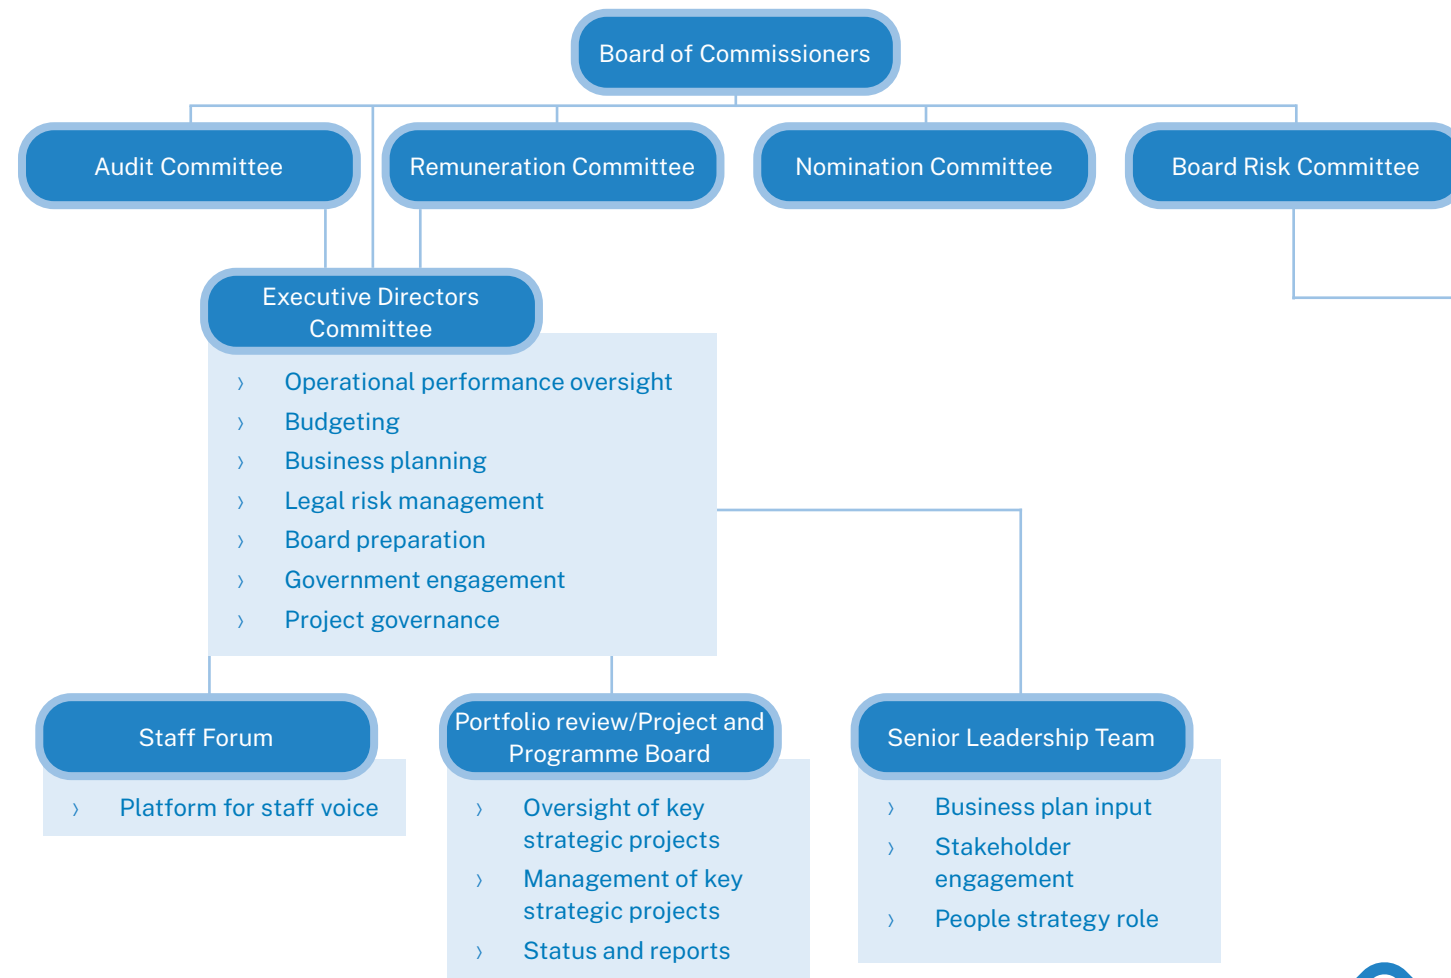 Board of Commissioners
Audit Committee
Remuneration Committee
Nomination Committee
Board Risk Committee
Executive Directors
Committee
› Operational performance oversight
› Budgeting
› Business planning
› Legal risk management
› Board preparation
› Government engagement
› Project governance
Staff Forum
› Platform for staff voice
Portfolio review/Project and
Programme Board
› Oversight of key
strategic projects
› Management of key
strategic projects
› Status and reports
Senior Leadership Team
› Business plan input
› Stakeholder
engagement
› People strategy role